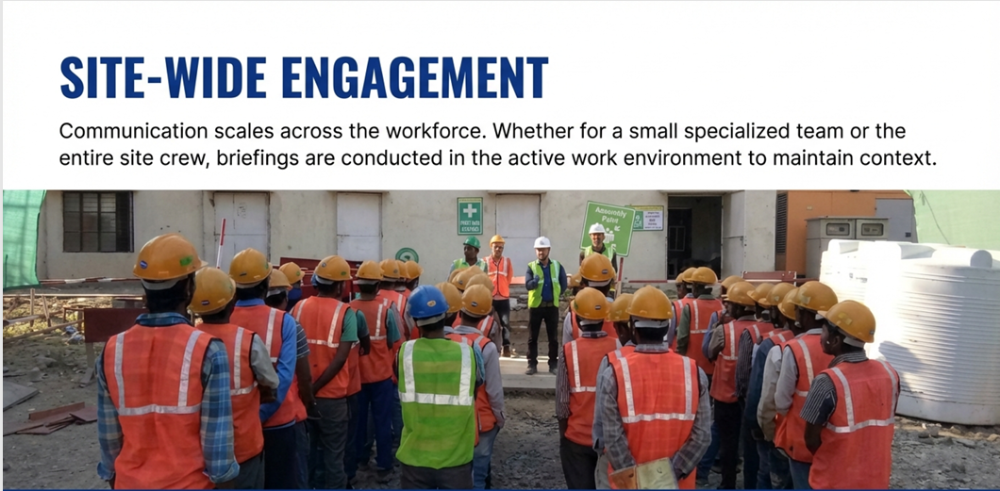 SITE-WIDE ENGAGEMENT
Communication scales across the workforce. Whether for a small specialized team or the
entire site crew, briefings are conducted in the active work environment to maintain context.
Assembly
Point